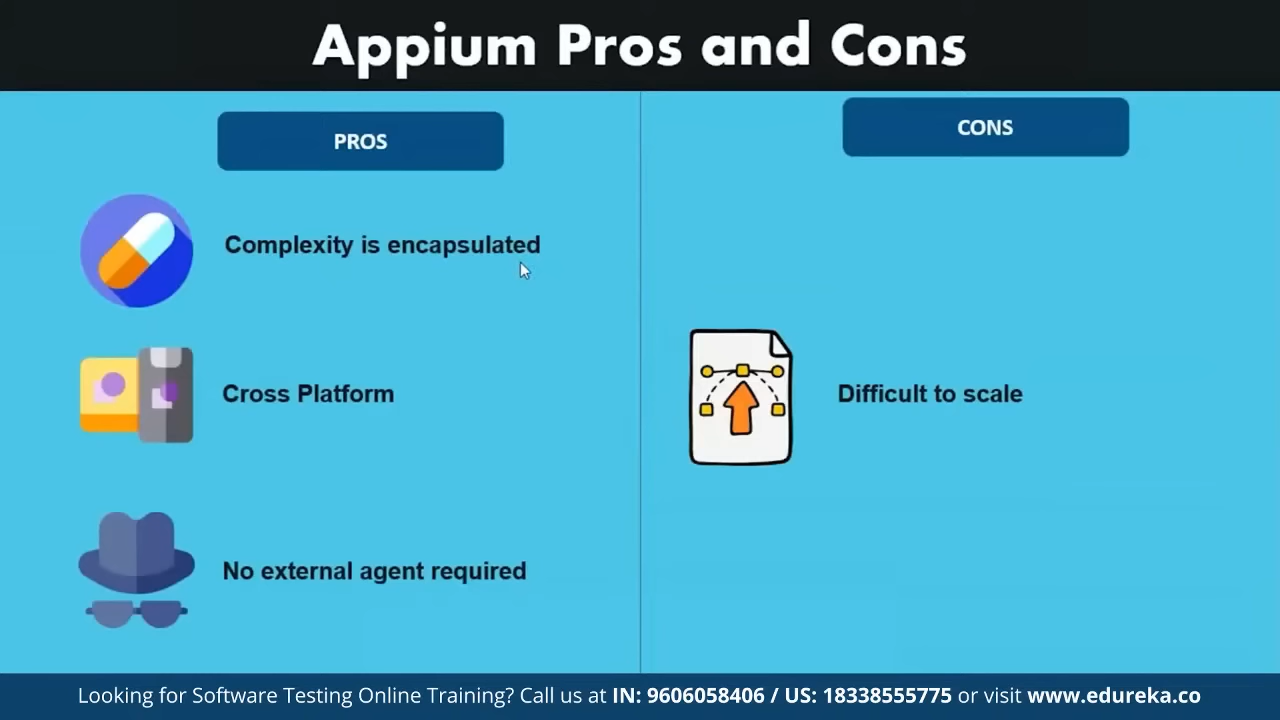 Appium Pros and Cons
PROS
Complexity is encapsulated
Cross Platform
No external agent required
CONS
Difficult to scale
Looking for Software Testing Online Training? Call us at IN: 9606058406 / US: 18338555775 or visit www.edureka.co